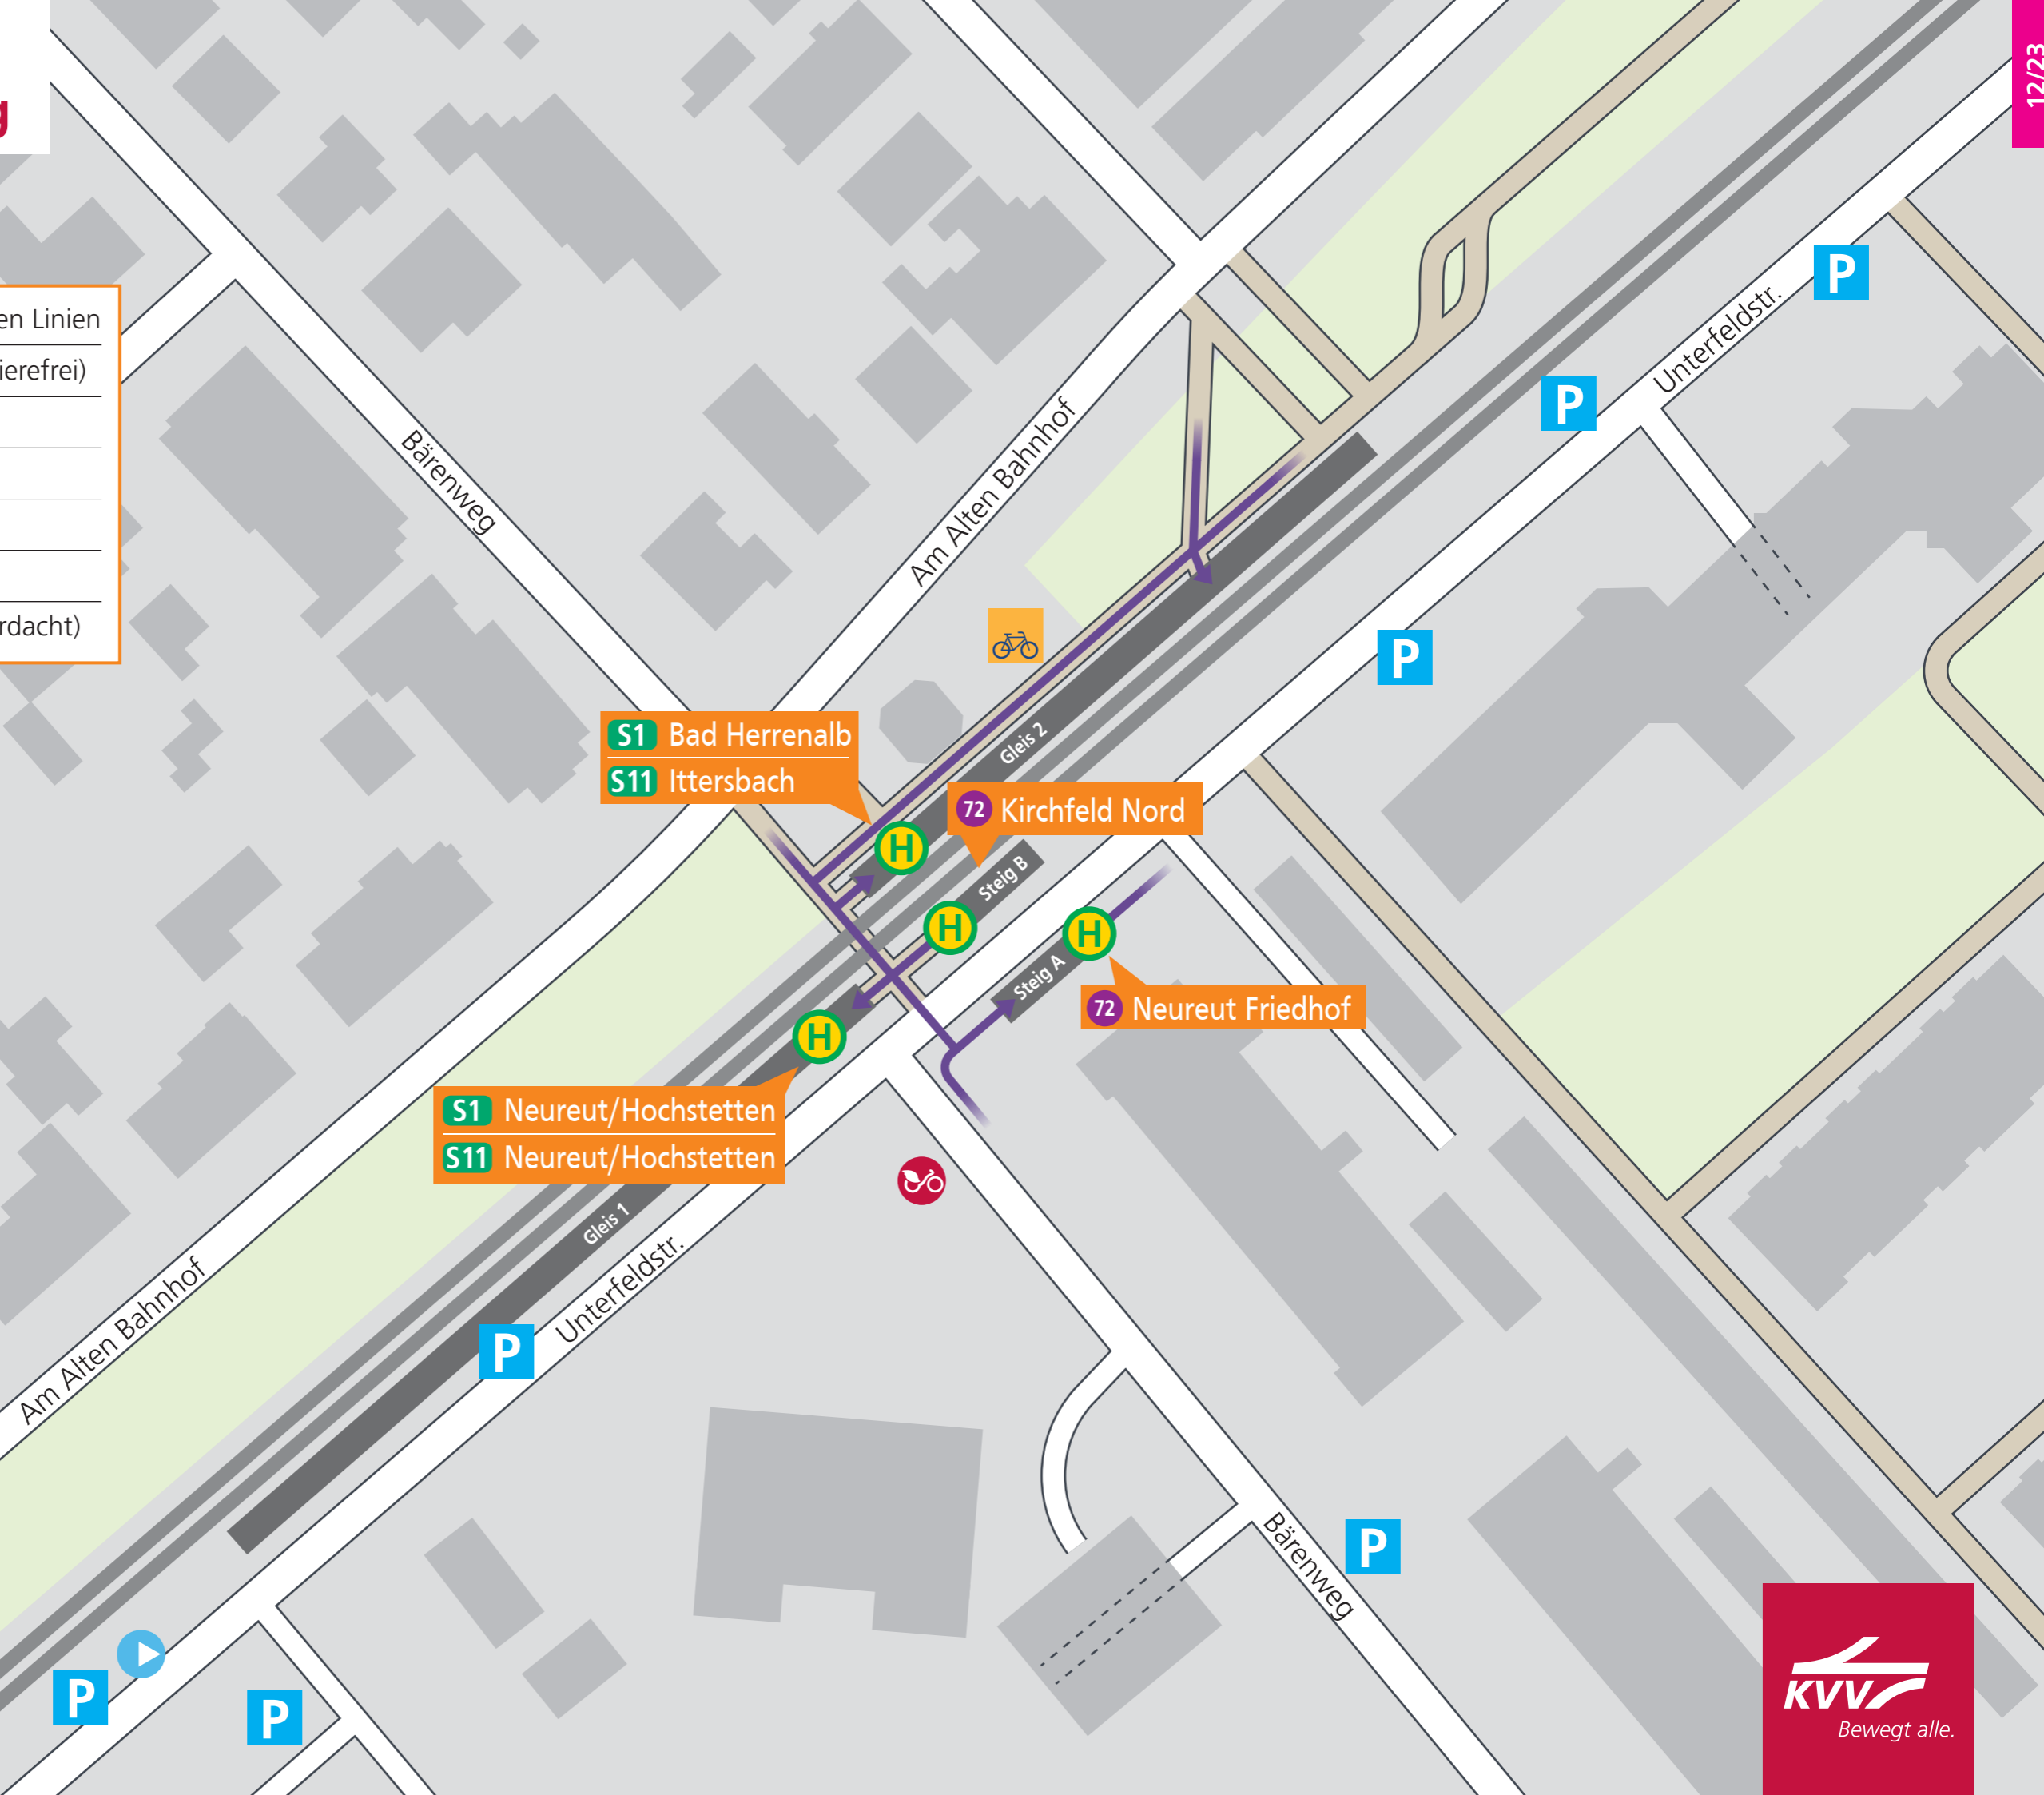 12/23
en Linien
ierefrei)
rdacht)
P
Unterfeldstr.
P
Bärenweg
Am Alten Bahnhof
P
S1 Bad Herrenalb
S11 Ittersbach
Gleis 2
72 Kirchfeld Nord
H
Steig B
H
H
Steig A
72 Neureut Friedhof
H
S1 Neureut/Hochstetten
S11 Neureut/Hochstetten
Gleis 1
Unterfeldstr.
Am Alten Bahnhof
P
Bärenweg
P
P
P
KVV
Bewegt alle.